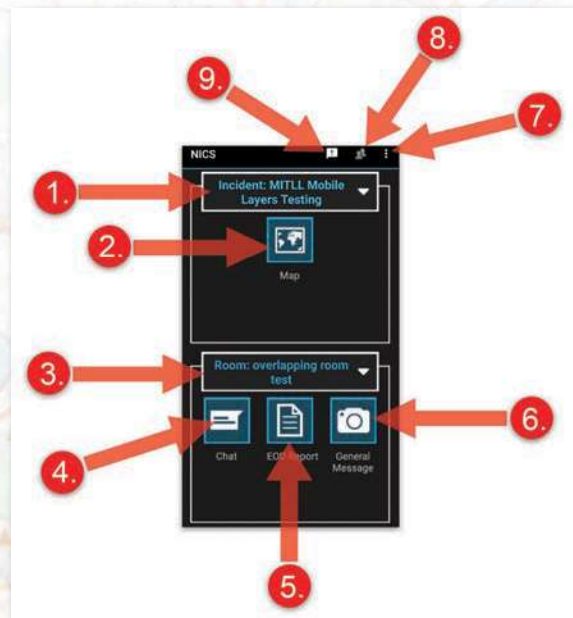 9.
8.
7.
NICS
1.
Incident: MITLL Mobile
Layers Testing
2.
Map
3.
Room: overlapping room
test
4.
Chat
EOD Report
General
Message
6.
5.